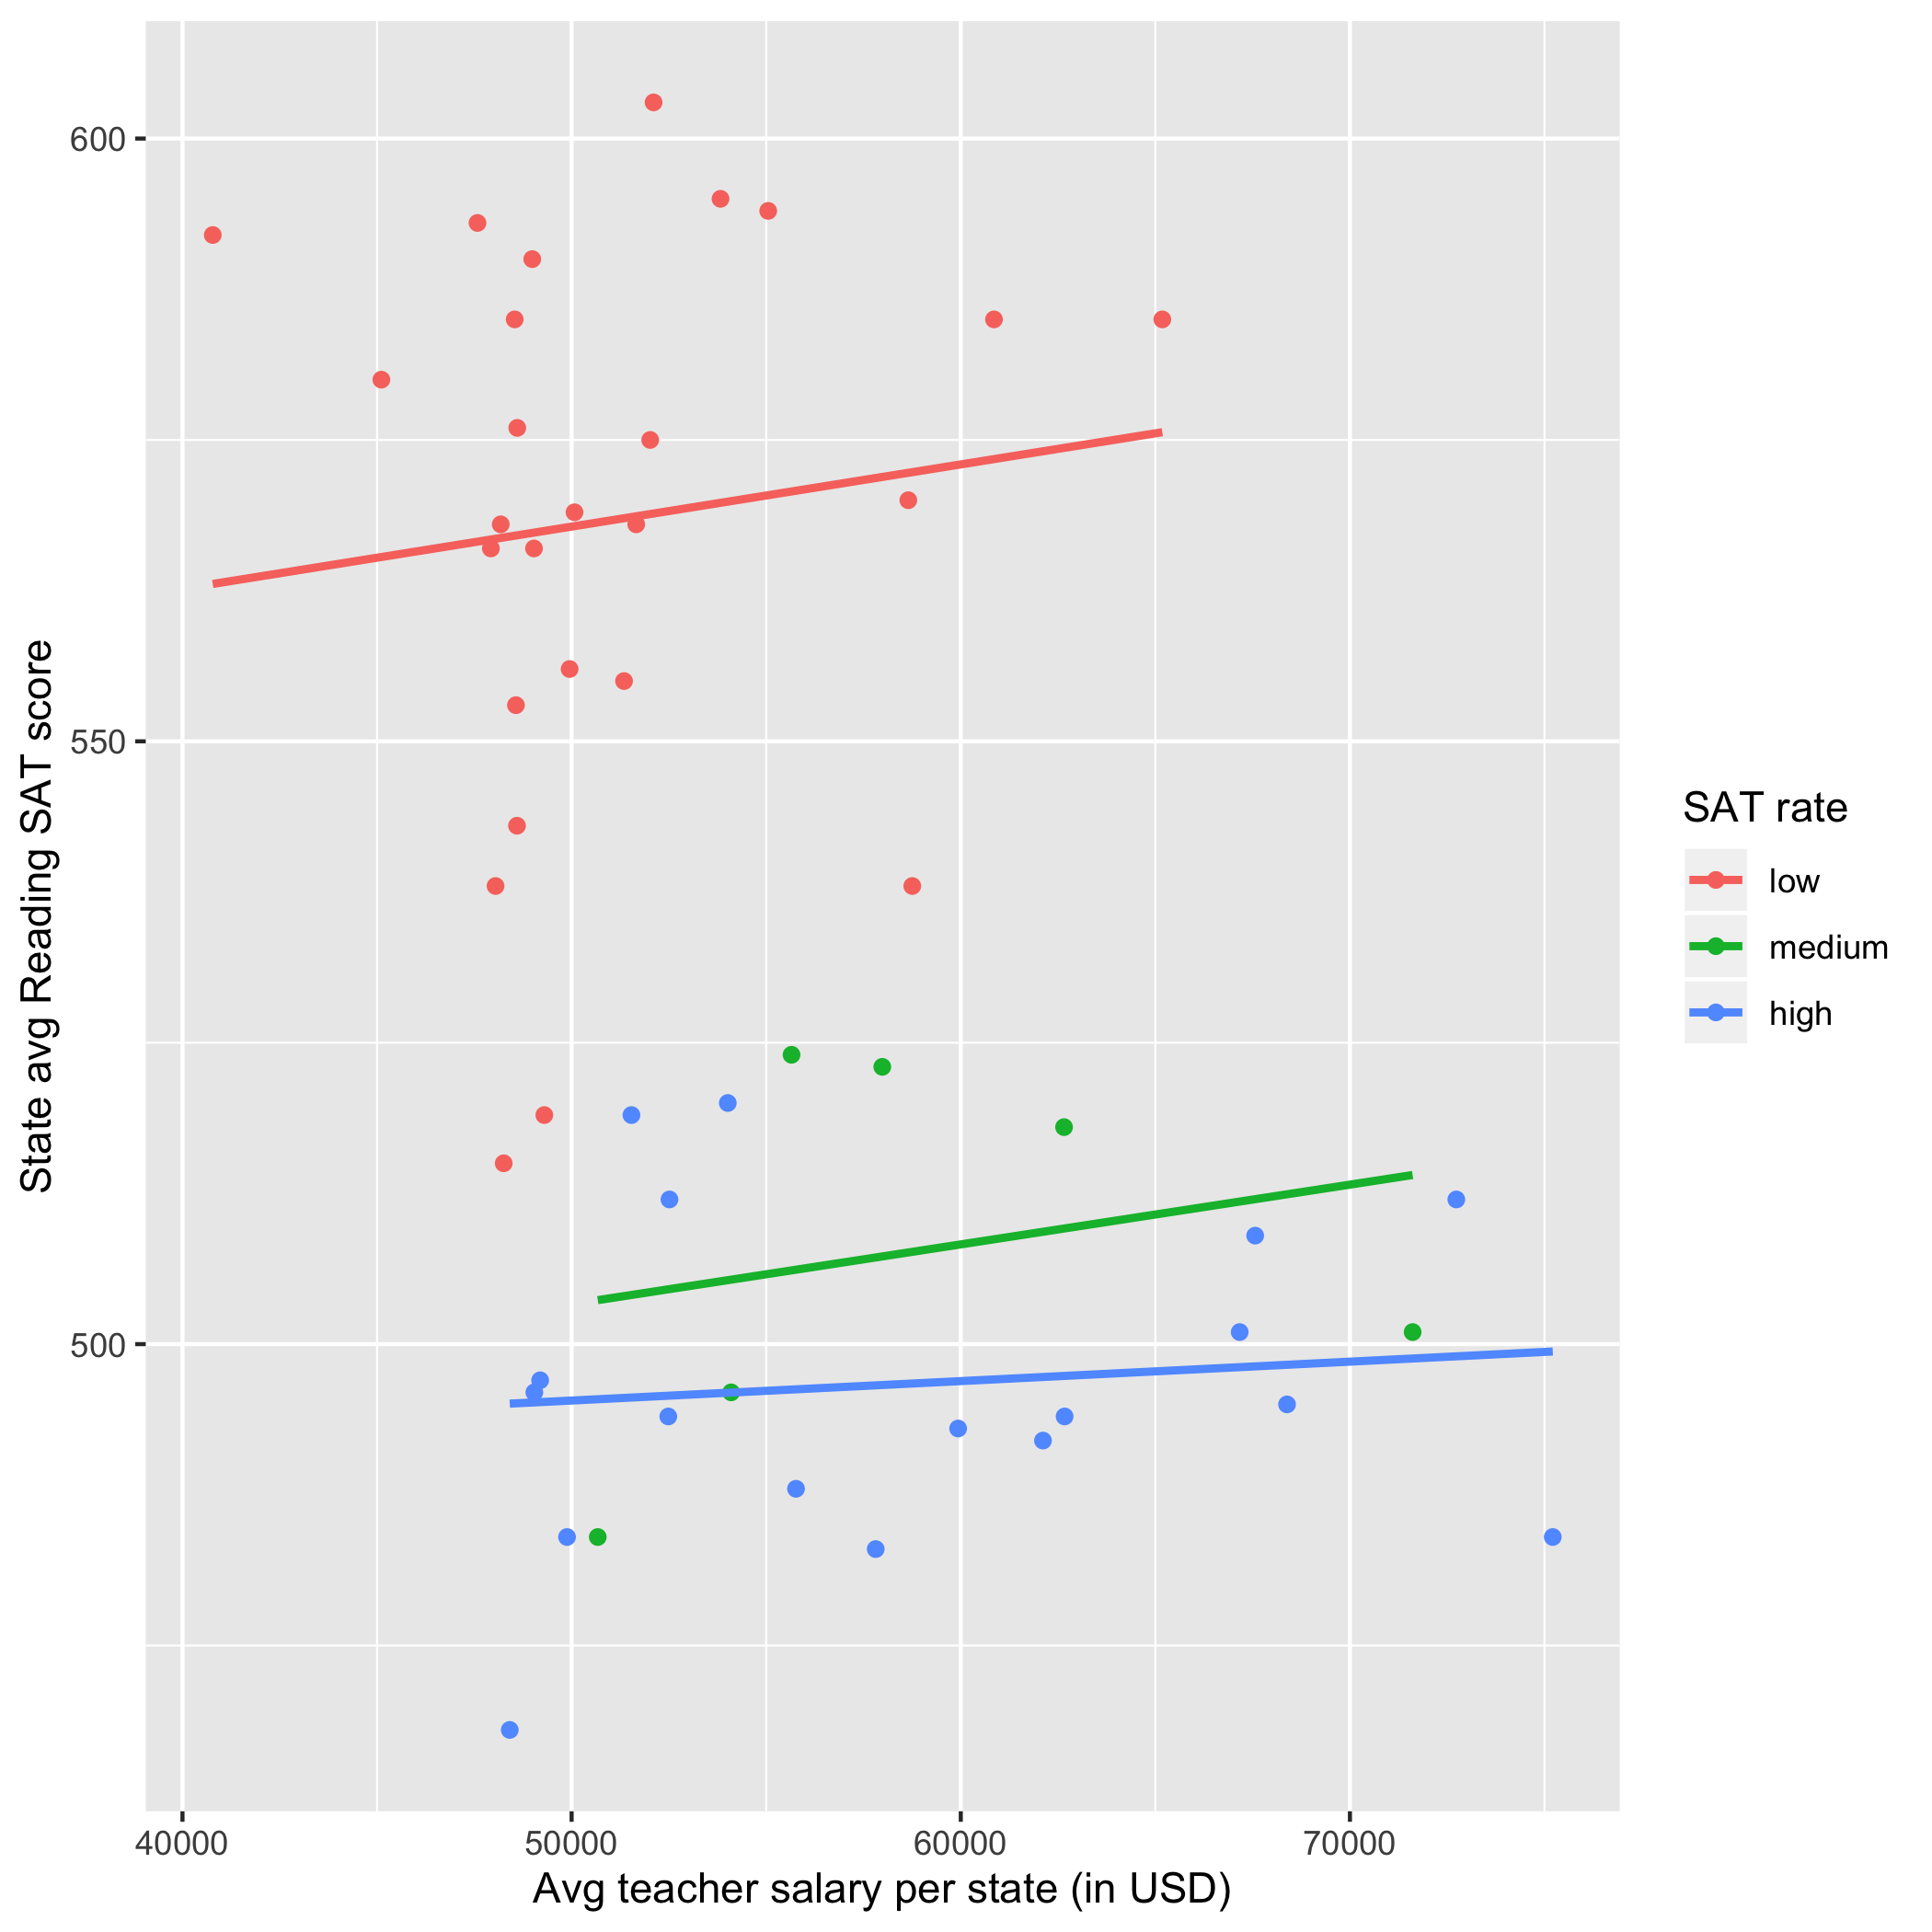 600
550
500
40000
50000
60000
70000
Avg teacher salary per state (in USD)
State avg Reading SAT score
SAT rate
low
medium
high